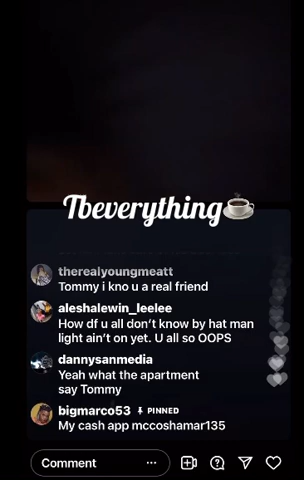 Tbeverything
therealyoungmeatt
Tommy i kno u a real friend
aleshalewin_leelee
How df u all don't know by hat man
light ain't on yet. U all so OOPS
dannysanmedia
Yeah what the apartment
say Tommy
bigmarco53 PINNED
My cash app mccoshamar135
Comment ...